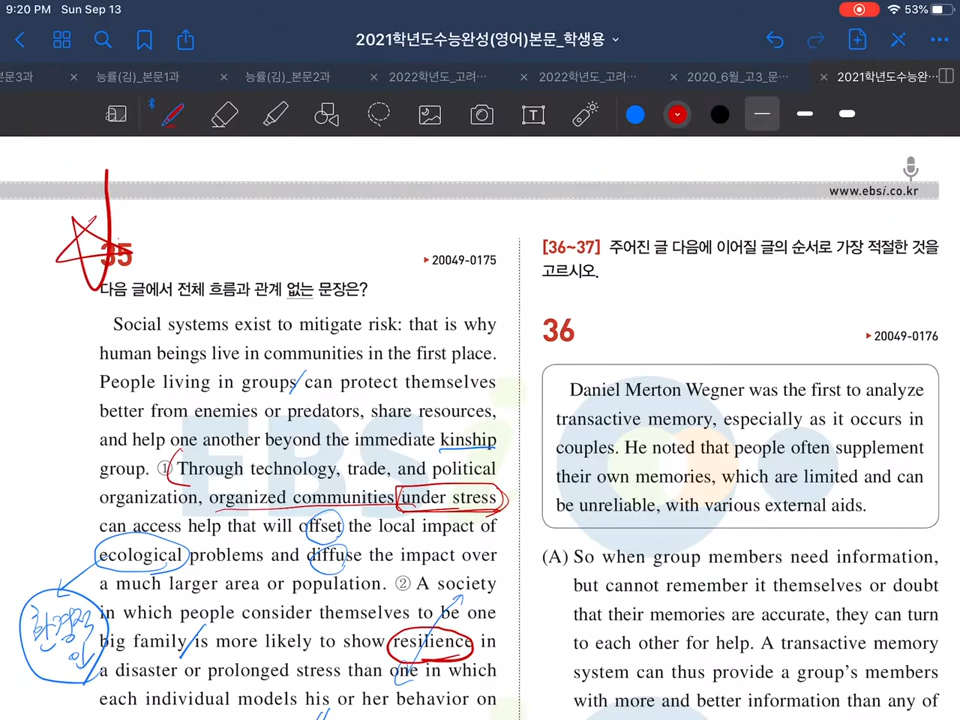 9:20 PM Sun Sep 13
53%
2021학년도수능완성(영어)본문_학생용
본문3과
능률(김)_본문1과
능률(김)_본문2과
2022학년도_고려…
2022학년도_고려…
2020_6월_고3_문…
2021학년도수능완…
www.ebsi.co.kr
35
20049-0175
다음 글에서 전체 흐름과 관계 없는 문장은?
Social systems exist to mitigate risk: that is why
human beings live in communities in the first place.
People living in groups can protect themselves
better from enemies or predators, share resources,
and help one another beyond the immediate kinship
group. ① Through technology, trade, and political
organization, organized communities under stress
can access help that will offset the local impact of
ecological problems and diffuse the impact over
a much larger area or population. ② A society
in which people consider themselves to be one
big family is more likely to show resilience in
a disaster or prolonged stress than one in which
each individual models his or her behavior on
[36~37] 주어진 글 다음에 이어질 글의 순서로 가장 적절한 것을
고르시오.
36
20049-0176
Daniel Merton Wegner was the first to analyze
transactive memory, especially as it occurs in
couples. He noted that people often supplement
their own memories, which are limited and can
be unreliable, with various external aids.
(A) So when group members need information,
but cannot remember it themselves or doubt
that their memories are accurate, they can turn
to each other for help. A transactive memory
system can thus provide a group's members
with more and better information than any of